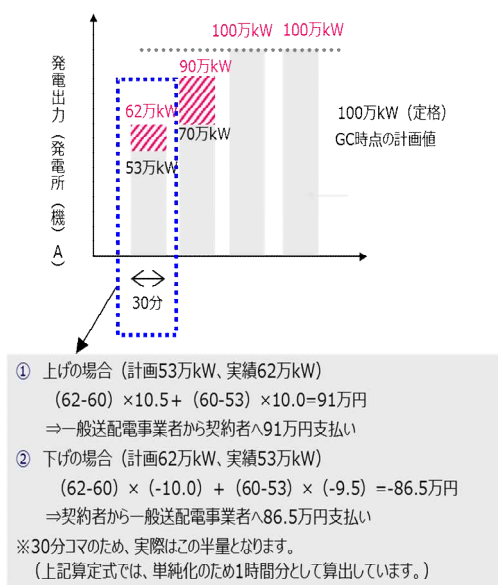 100万kW 100万kW
90万kW
62万kW
70万kW
53万kW
発電出力（発電所（機）A）
100万kW（定格）
GC時点の計画値
30分
① 上げの場合（計画53万kW、実績62万kW）
（62-60）×10.5＋（60-53）×10.0=91万円
⇒一般送配電事業者から契約者へ91万円支払い
② 下げの場合（計画62万kW、実績53万kW）
（62-60）×（-10.0）＋（60-53）×（-9.5）=-86.5万円
⇒契約者から一般送配電事業者へ86.5万円支払い
※30分コマのため、実際はこの半量となります。
（上記算定式では、単純化のため1時間分として算出しています。）